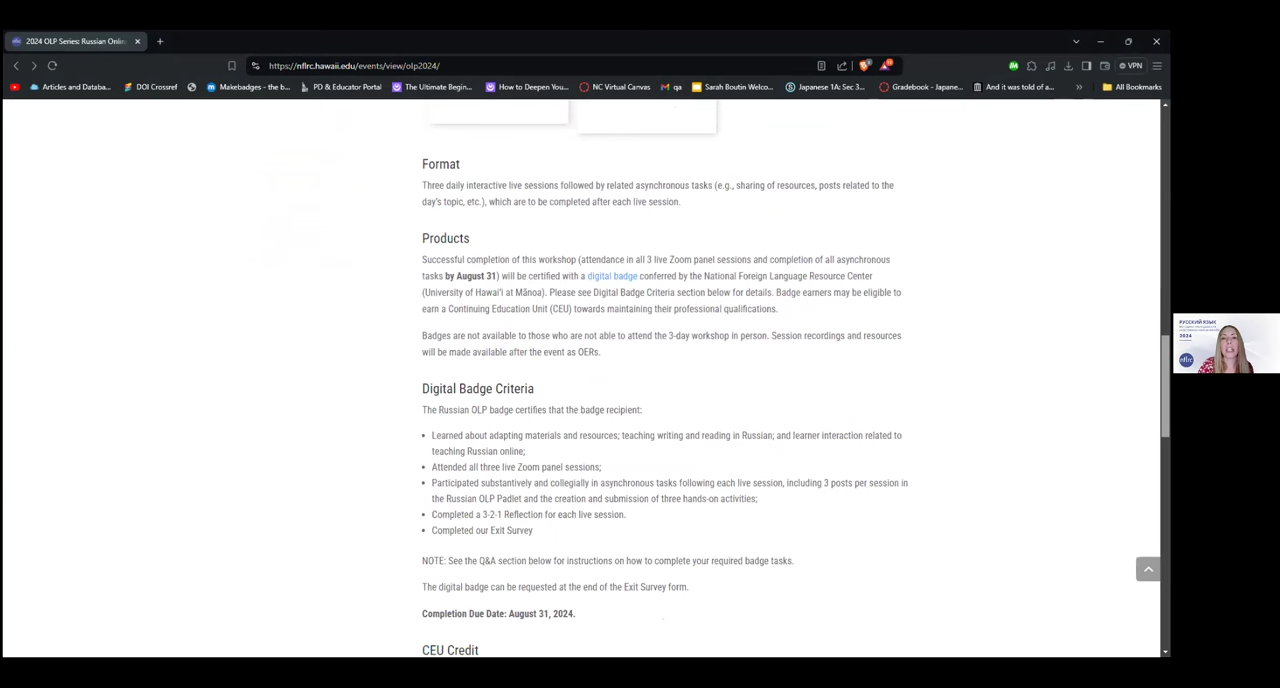 2024 OLP Series: Russian Onlin
https://nflrc.hawaii.edu/events/view/olp2024/
VPN
Articles and Databa...
DOI Crossref
Makebadges - the b...
PD & Educator Portal
The Ultimate Begin...
How to Deepen You...
NC Virtual Canvas
qa
Sarah Boutin Welco...
Japanese 1A: Sec 3...
Gradebook - Japane...
And it was told of a...
All Bookmarks
Format
Three daily interactive live sessions followed by related asynchronous tasks (e.g., sharing of resources, posts related to the
day's topic, etc.), which are to be completed after each live session.
Products
Successful completion of this workshop (attendance in all 3 live Zoom panel sessions and completion of all asynchronous
tasks by August 31) will be certified with a digital badge conferred by the National Foreign Language Resource Center
(University of Hawai'i at Mānoa). Please see Digital Badge Criteria section below for details. Badge earners may be eligible to
earn a Continuing Education Unit (CEU) towards maintaining their professional qualifications.
Badges are not available to those who are not able to attend the 3-day workshop in person. Session recordings and resources
will be made available after the event as OERs.
Digital Badge Criteria
The Russian OLP badge certifies that the badge recipient:
Learned about adapting materials and resources; teaching writing and reading in Russian; and learner interaction related to
teaching Russian online;
Attended all three live Zoom panel sessions;
Participated substantively and collegially in asynchronous tasks following each live session, including 3 posts per session in
the Russian OLP Padlet and the creation and submission of three hands-on activities;
Completed a 3-2-1 Reflection for each live session.
Completed our Exit Survey
NOTE: See the Q&A section below for instructions on how to complete your required badge tasks.
The digital badge can be requested at the end of the Exit Survey form.
Completion Due Date: August 31, 2024.
CEU Credit
РУССКИЙ ЯЗЫК
2024
nflrc